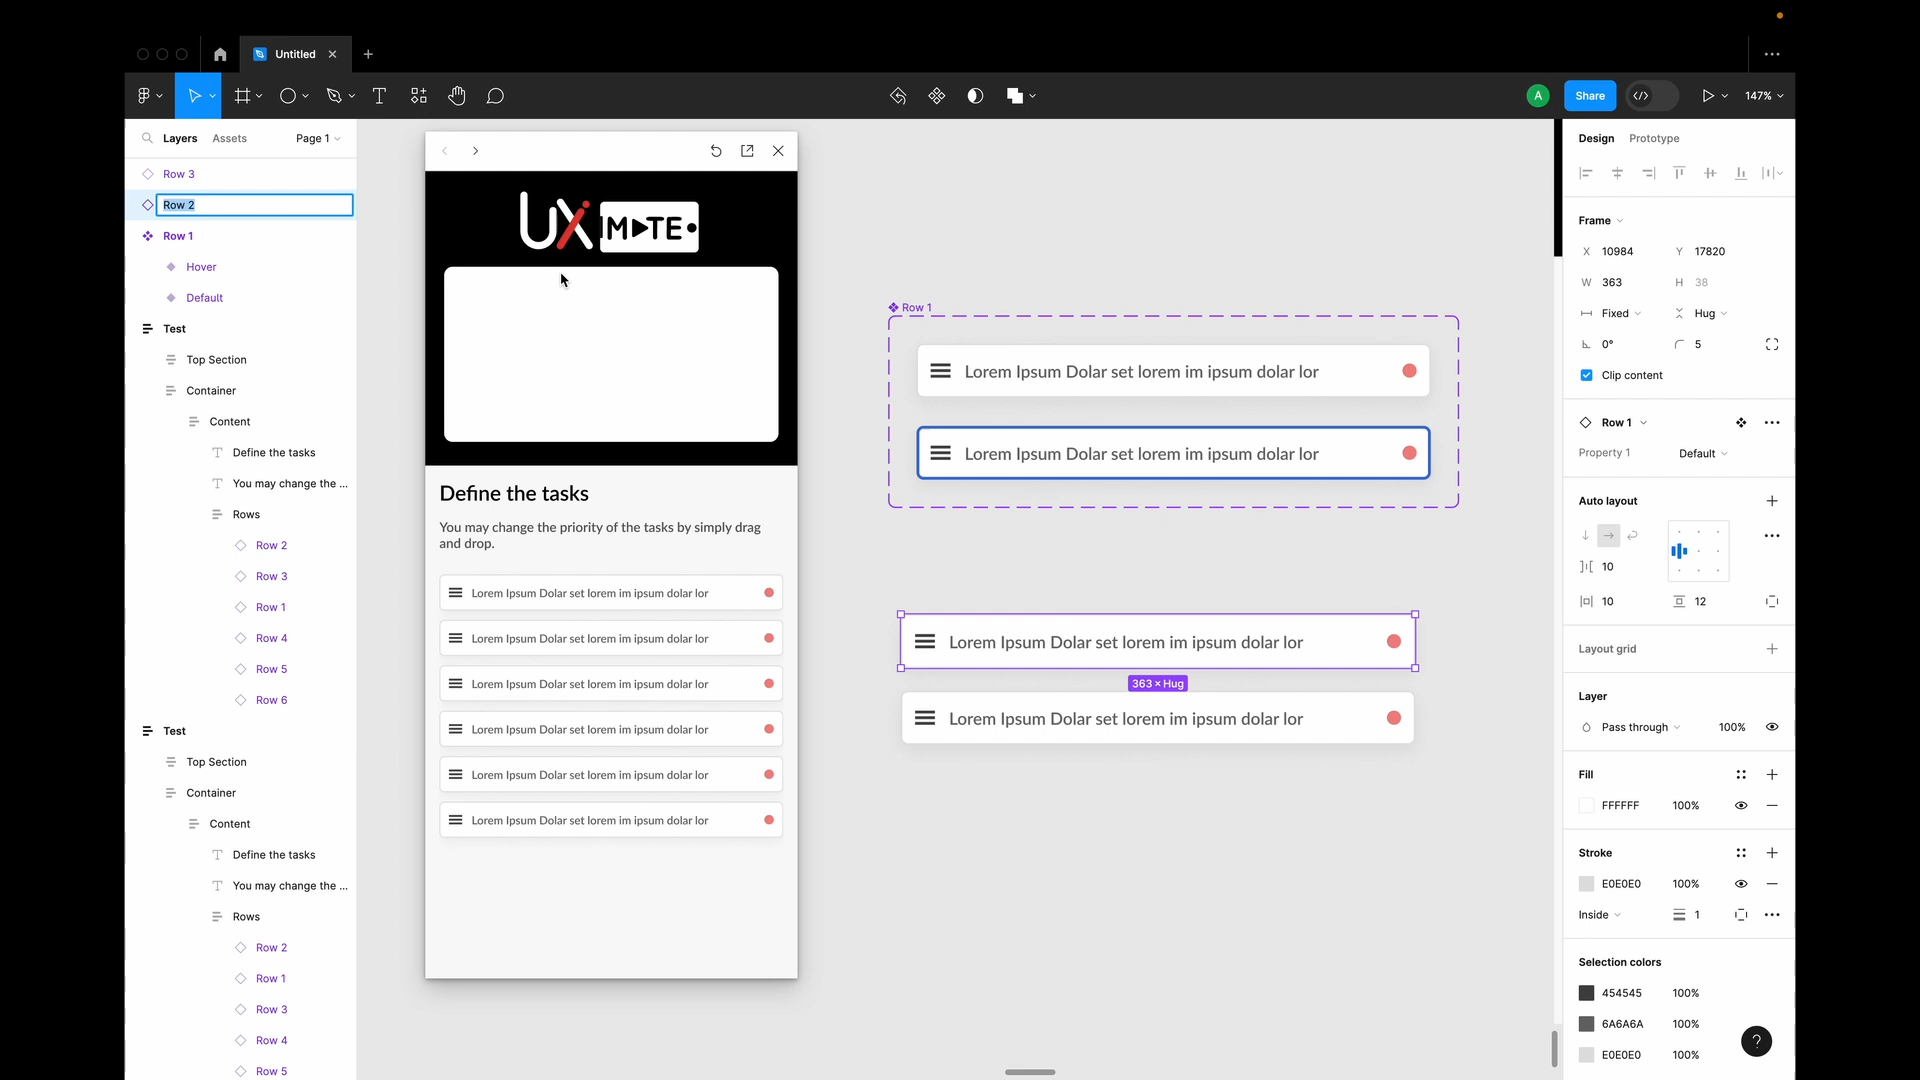 Untitled
A
Share
147%
Layers
Assets
Page 1
Row 3
Row 2
Row 1
Hover
Default
Test
Top Section
Container
Content
Define the tasks
You may change the ...
Rows
Row 2
Row 3
Row 1
Row 4
Row 5
Row 6
Test
Top Section
Container
Content
Define the tasks
You may change the ...
Rows
Row 2
Row 1
Row 3
Row 4
Row 5
UXi MATE
Define the tasks
You may change the priority of the tasks by simply drag
and drop.
Lorem Ipsum Dolar set lorem im ipsum dolar lor
Lorem Ipsum Dolar set lorem im ipsum dolar lor
Lorem Ipsum Dolar set lorem im ipsum dolar lor
Lorem Ipsum Dolar set lorem im ipsum dolar lor
Lorem Ipsum Dolar set lorem im ipsum dolar lor
Lorem Ipsum Dolar set lorem im ipsum dolar lor
Row 1
Lorem Ipsum Dolar set lorem im ipsum dolar lor
Lorem Ipsum Dolar set lorem im ipsum dolar lor
Lorem Ipsum Dolar set lorem im ipsum dolar lor
363 × Hug
Lorem Ipsum Dolar set lorem im ipsum dolar lor
Design
Prototype
Frame
X 10984 Y 17820
W 363 H 38
Fixed Hug
0° 5
Clip content
Row 1
Property 1 Default
Auto layout
10
10 12
Layout grid
Layer
Pass through 100%
Fill
FFFFFF 100%
Stroke
E0E0E0 100%
Inside 1
Selection colors
454545 100%
6A6A6A 100%
E0E0E0 100%
?